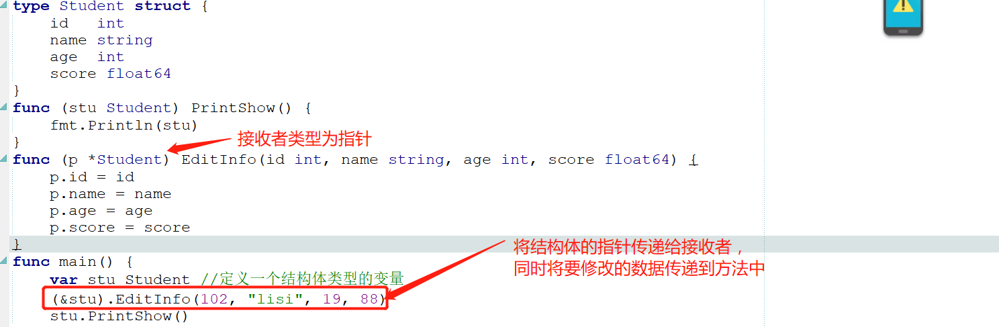 type Student struct {
    id   int
    name string
    age  int
    score float64
}
func (stu Student) PrintShow() {
    fmt.Println(stu)
}
接收者类型为指针
func (p *Student) EditInfo(id int, name string, age int, score float64) {
    p.id = id
    p.name = name
    p.age = age
    p.score = score
}
将结构体的指针传递给接收者，
同时将要修改的数据传递到方法中
func main() {
    var stu Student //定义一个结构体类型的变量
    (&stu).EditInfo(102, "lisi", 19, 88)
    stu.PrintShow()